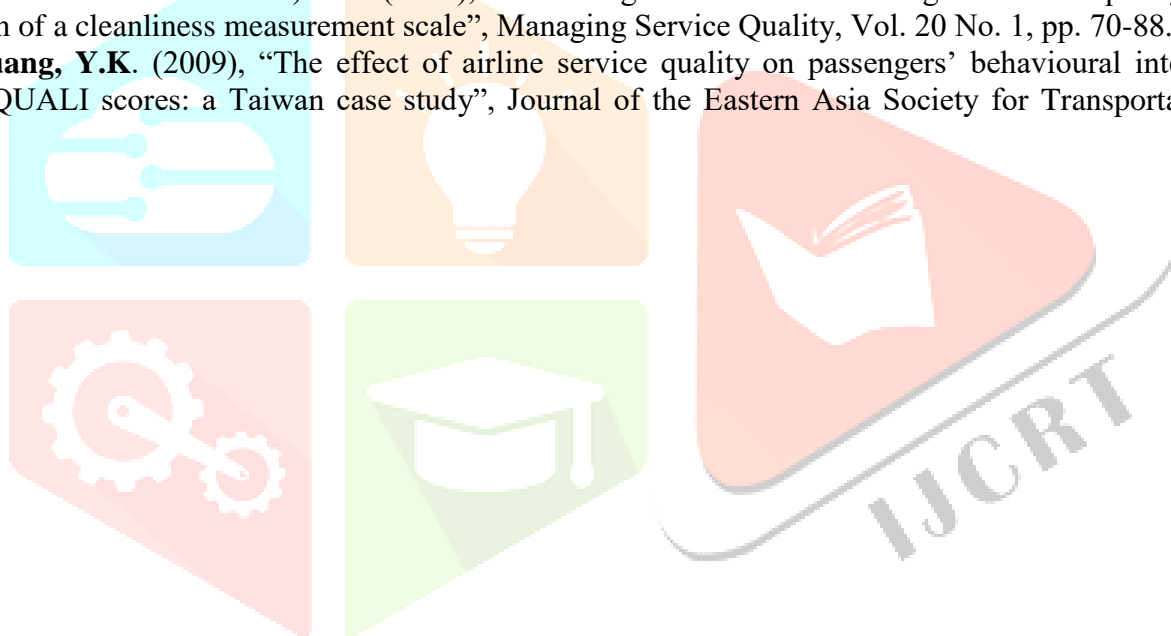 n of a cleanliness measurement scale”, Managing Service Quality, Vol. 20 No. 1, pp. 70-88.
uang, Y.K. (2009), “The effect of airline service quality on passengers’ behavioural inte
QUALI scores: a Taiwan case study”, Journal of the Eastern Asia Society for Transporta
IJCRT